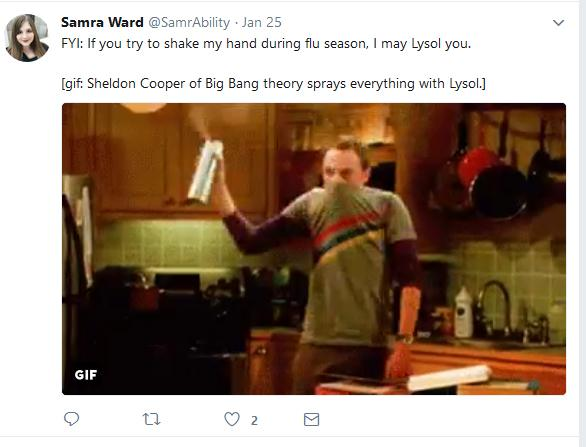 Samra Ward @SamrAbility · Jan 25
FYI: If you try to shake my hand during flu season, I may Lysol you.
[gif: Sheldon Cooper of Big Bang theory sprays everything with Lysol.]
GIF
2